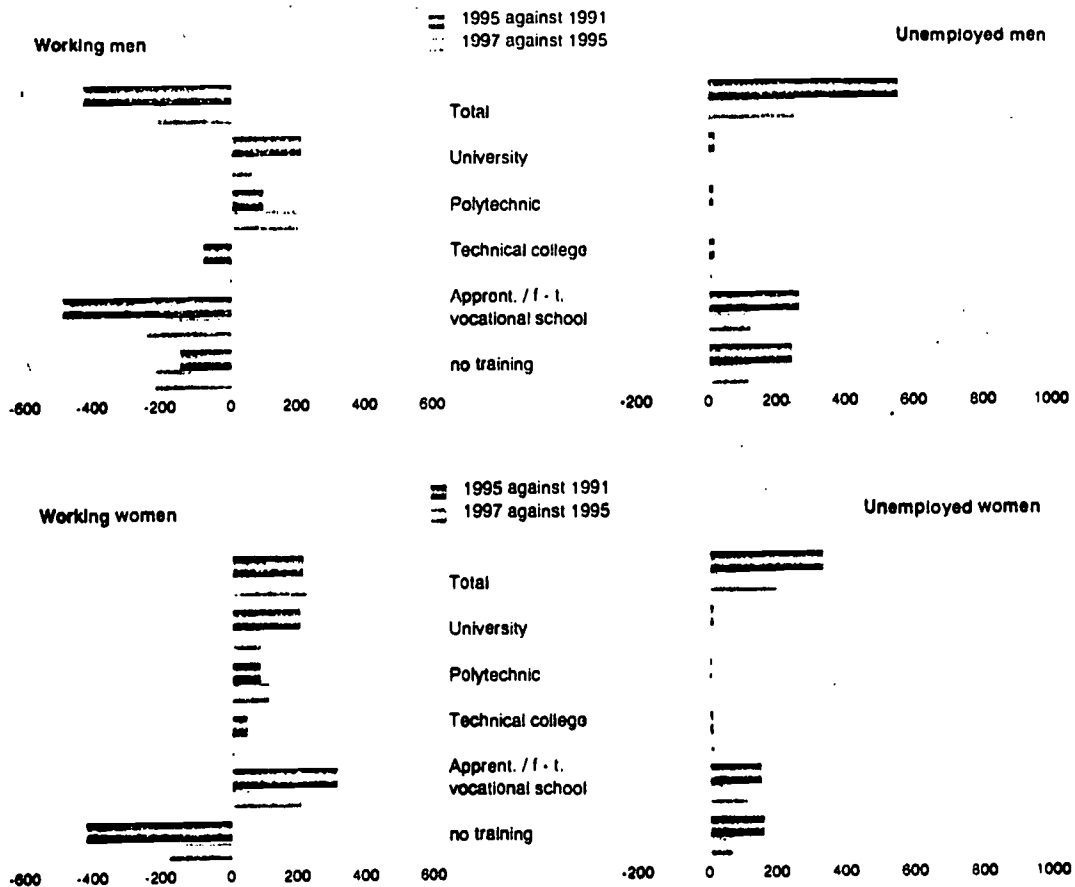 1995 against 1991
1997 against 1995
Working men
Unemployed men
Total
University
Polytechnic
Technical college
Appront. / f - t.
vocational school
no training
-600 -400 -200 0 200 400 600
-200 0 200 400 600 800 1000
1995 against 1991
1997 against 1995
Working women
Unemployed women
Total
University
Polytechnic
Technical college
Apprent. / f - t.
vocational school
no training
-600 -400 -200 0 200 400 600
-200 0 200 400 600 800 1000